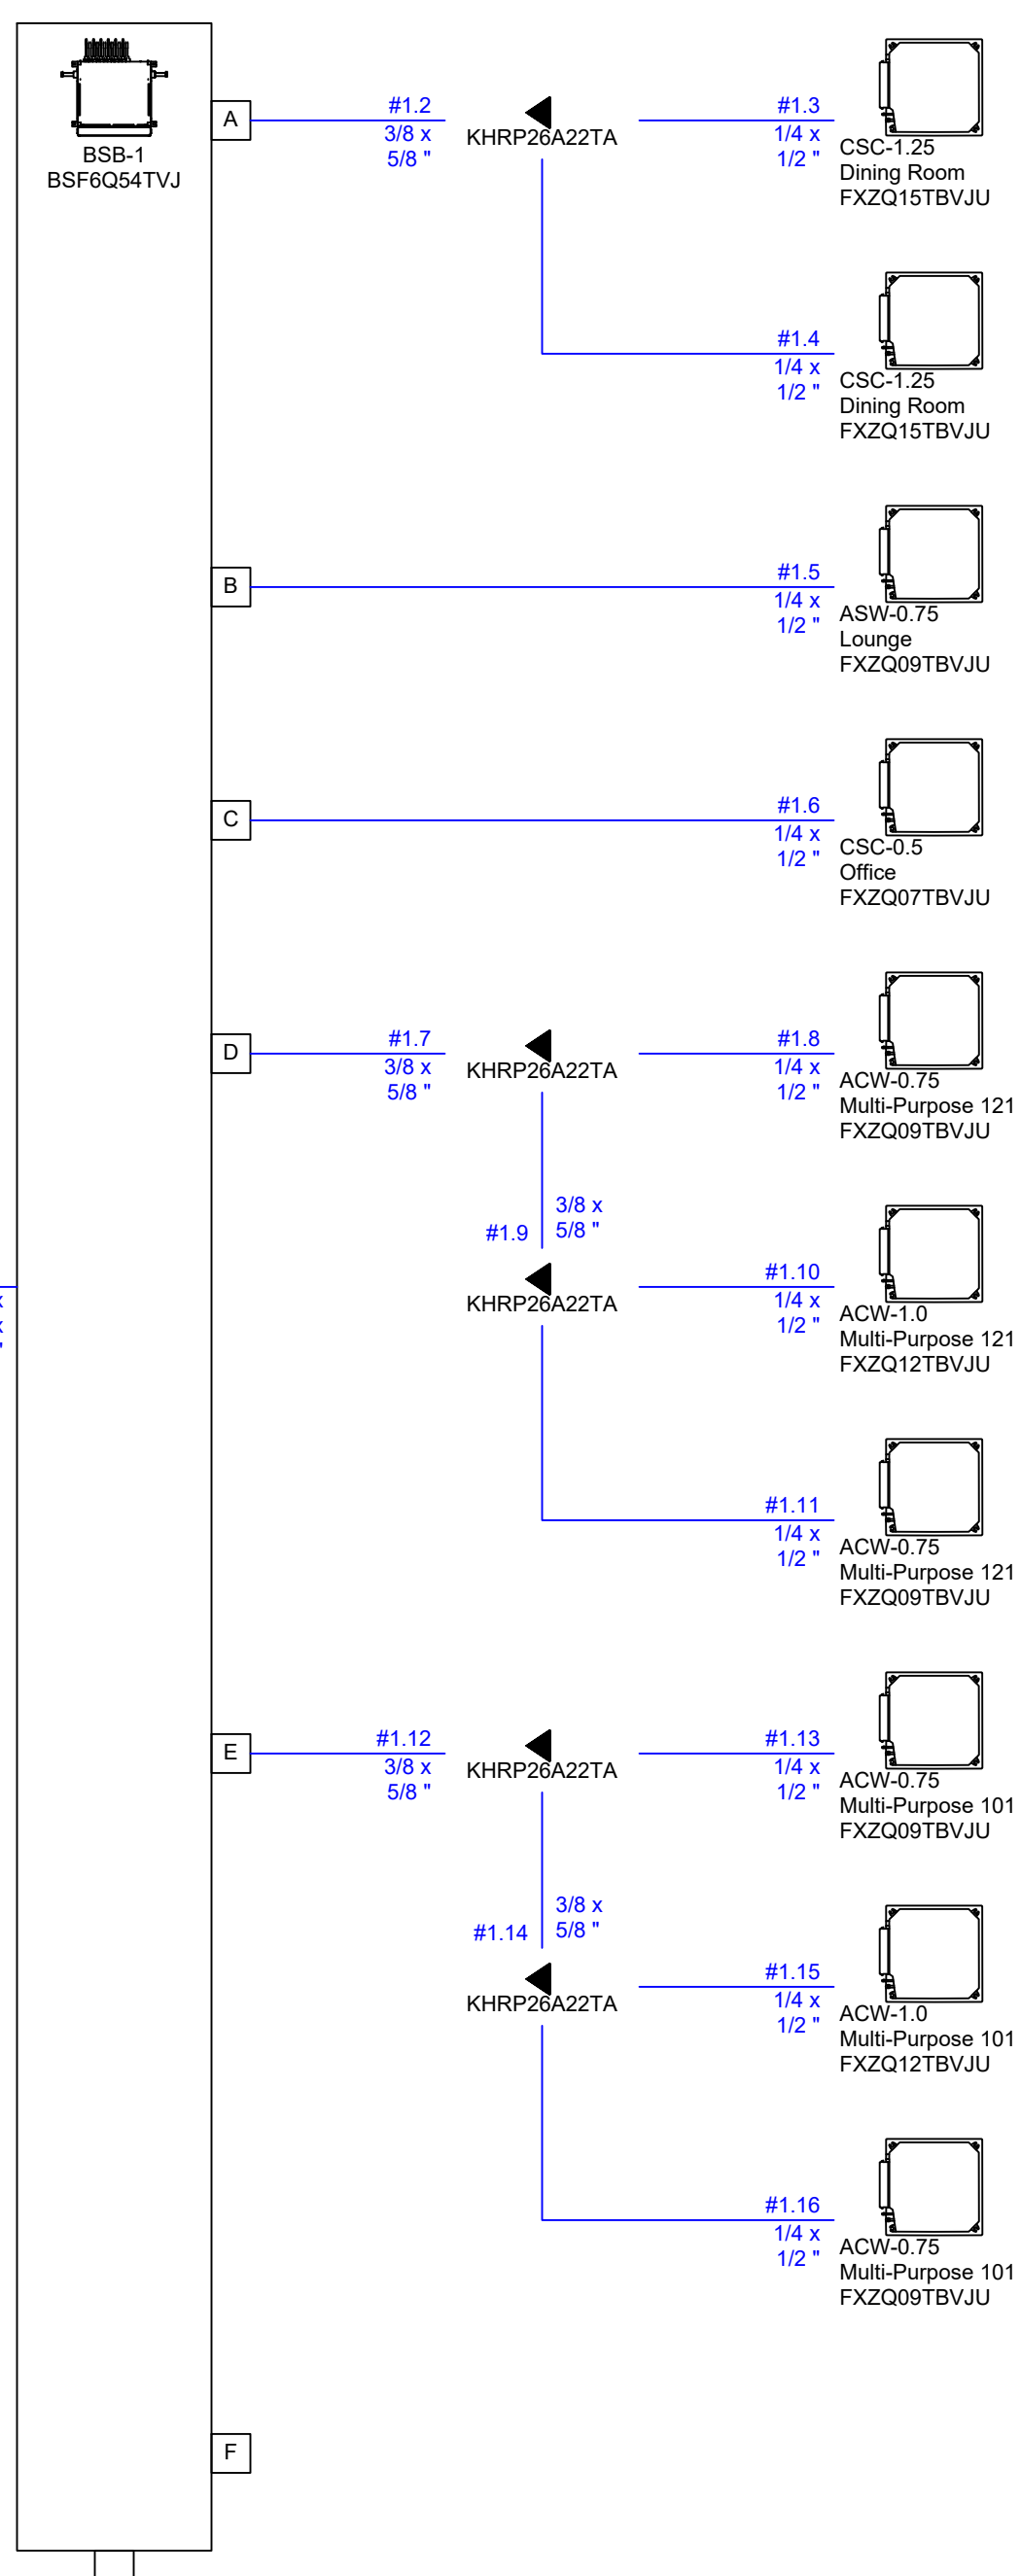 BSB-1
BSF6Q54TVJ
A
#1.2
3/8 x
5/8 "
KHRP26A22TA
#1.3
1/4 x
1/2 "
CSC-1.25
Dining Room
FXZQ15TBVJU
#1.4
1/4 x
1/2 "
CSC-1.25
Dining Room
FXZQ15TBVJU
B
#1.5
1/4 x
1/2 "
ASW-0.75
Lounge
FXZQ09TBVJU
C
#1.6
1/4 x
1/2 "
CSC-0.5
Office
FXZQ07TBVJU
D
#1.7
3/8 x
5/8 "
KHRP26A22TA
#1.8
1/4 x
1/2 "
ACW-0.75
Multi-Purpose 121
FXZQ09TBVJU
#1.9
3/8 x
5/8 "
KHRP26A22TA
#1.10
1/4 x
1/2 "
ACW-1.0
Multi-Purpose 121
FXZQ12TBVJU
x
x
"
#1.11
1/4 x
1/2 "
ACW-0.75
Multi-Purpose 121
FXZQ09TBVJU
E
#1.12
3/8 x
5/8 "
KHRP26A22TA
#1.13
1/4 x
1/2 "
ACW-0.75
Multi-Purpose 101
FXZQ09TBVJU
#1.14
3/8 x
5/8 "
KHRP26A22TA
#1.15
1/4 x
1/2 "
ACW-1.0
Multi-Purpose 101
FXZQ12TBVJU
#1.16
1/4 x
1/2 "
ACW-0.75
Multi-Purpose 101
FXZQ09TBVJU
F